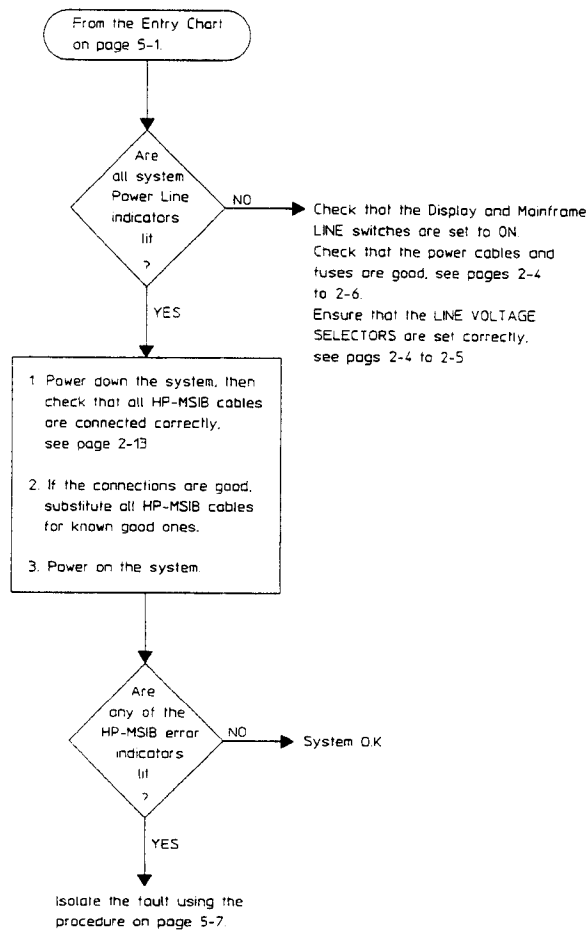 From the Entry Chart
on page 5-1.
Are
all system
Power Line
indicators
lit
?
NO
Check that the Display and Mainframe
LINE switches are set to ON.
Check that the power cables and
fuses are good, see pages 2-4
to 2-6.
Ensure that the LINE VOLTAGE
SELECTORS are set correctly,
see pags 2-4 to 2-5
YES
1 Power down the system, then
check that all HP-MSIB cables
are connected correctly,
see page 2-13
2. If the connections are good,
substitute all HP-MSIB cables
for known good ones.
3. Power on the system.
Are
any of the
HP-MSIB error
indicators
lit
?
NO
System O.K
YES
Isolate the fault using the
procedure on page 5-7.